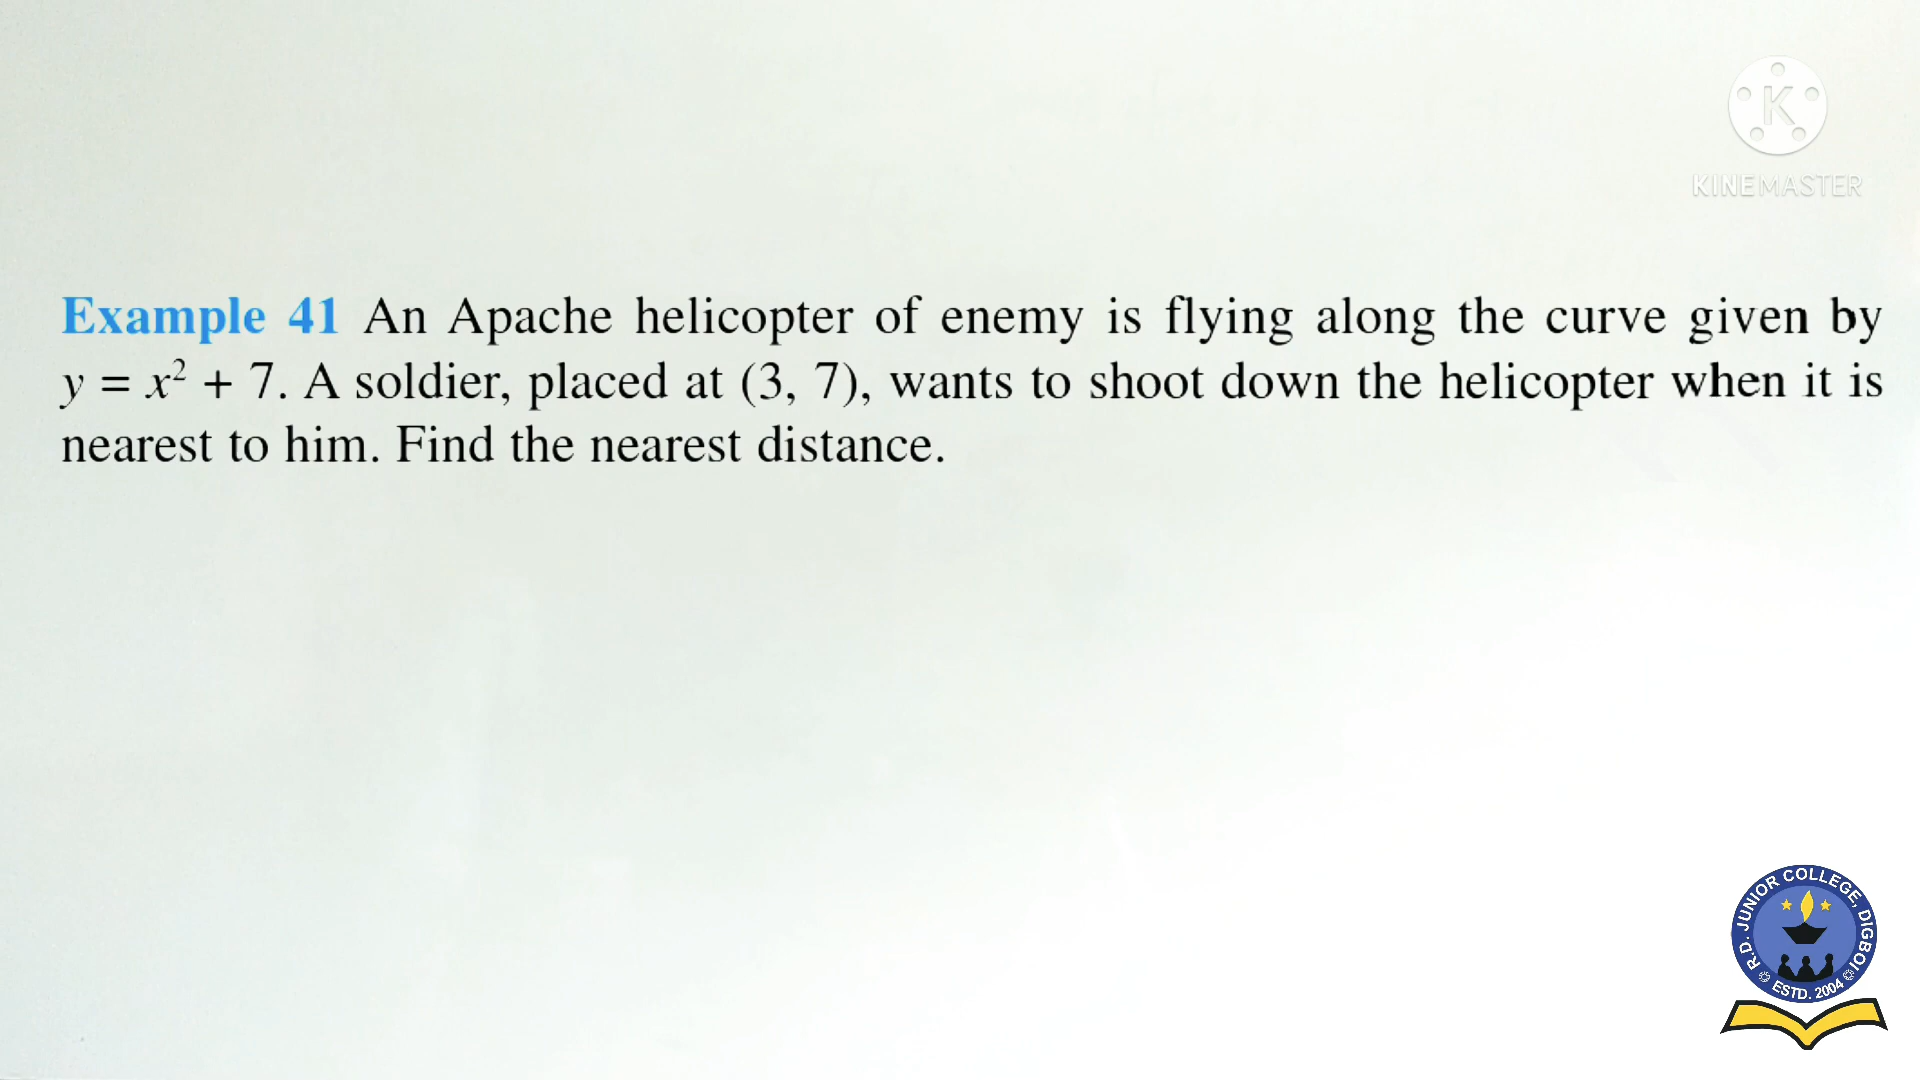 KINEMASTER
Example 41 An Apache helicopter of enemy is flying along the curve given by
y = x² + 7. A soldier, placed at (3, 7), wants to shoot down the helicopter when it is
nearest to him. Find the nearest distance.
R.D. JUNIOR COLLEGE, DIGBOI
ESTD. 2004